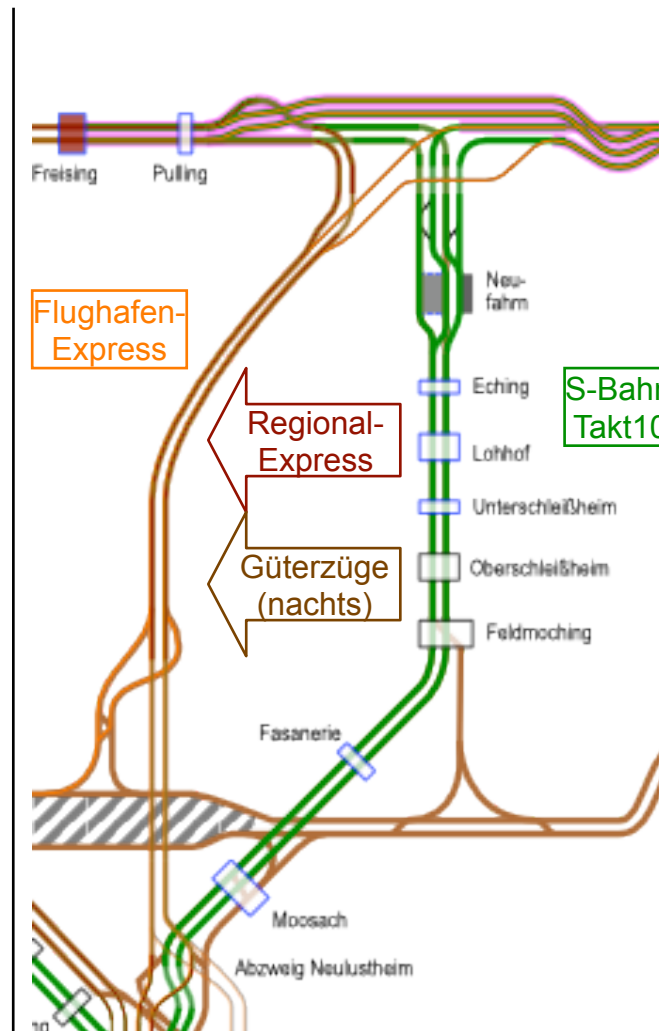 Freising
Pulling
Neu-
fahrn
Flughafen-
Express
Eching
S-Bahn
Takt10
Regional-
Express
Lohhof
Unterschleißheim
Güterzüge
(nachts)
Oberschleißheim
Feldmoching
Fasanerie
Moosach
Abzweig Neulustheim